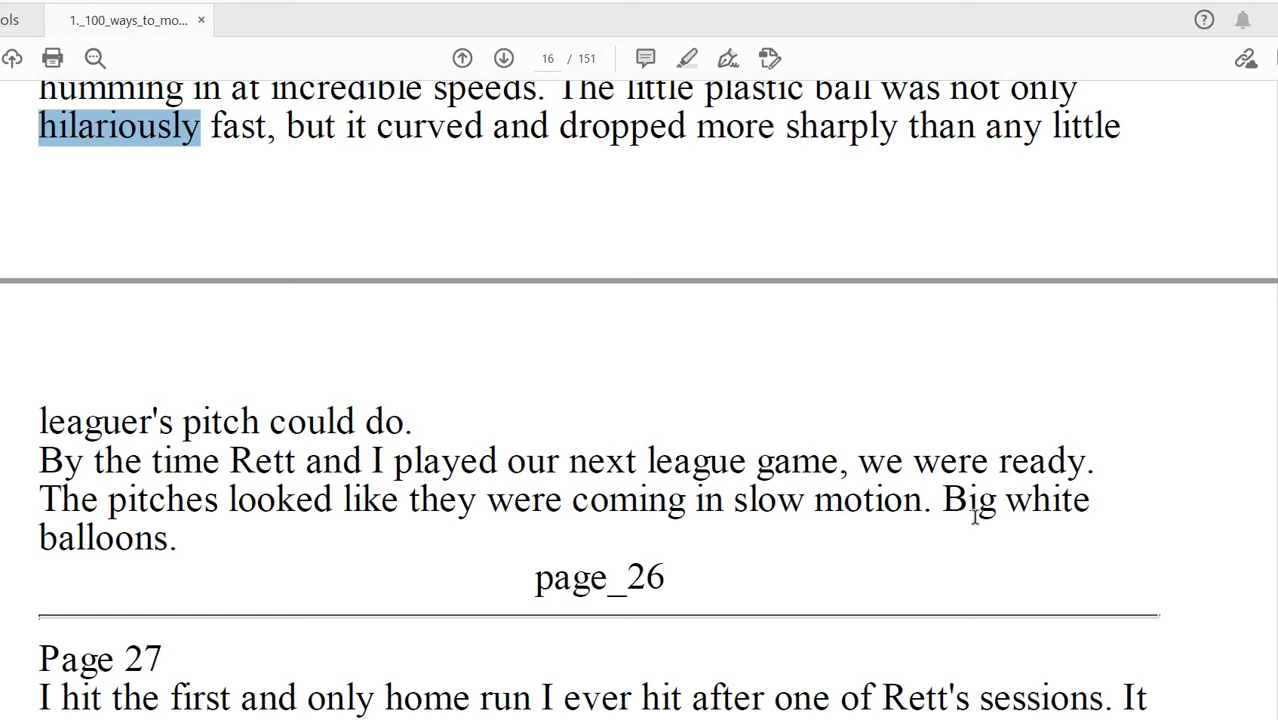 ols
1._100_ways_to_mo... ×
16 / 151
humming in at incredible speeds. The little plastic ball was not only
hilariously fast, but it curved and dropped more sharply than any little
leaguer's pitch could do.
By the time Rett and I played our next league game, we were ready.
The pitches looked like they were coming in slow motion. Big white
balloons.
page_26
Page 27
I hit the first and only home run I ever hit after one of Rett's sessions. It